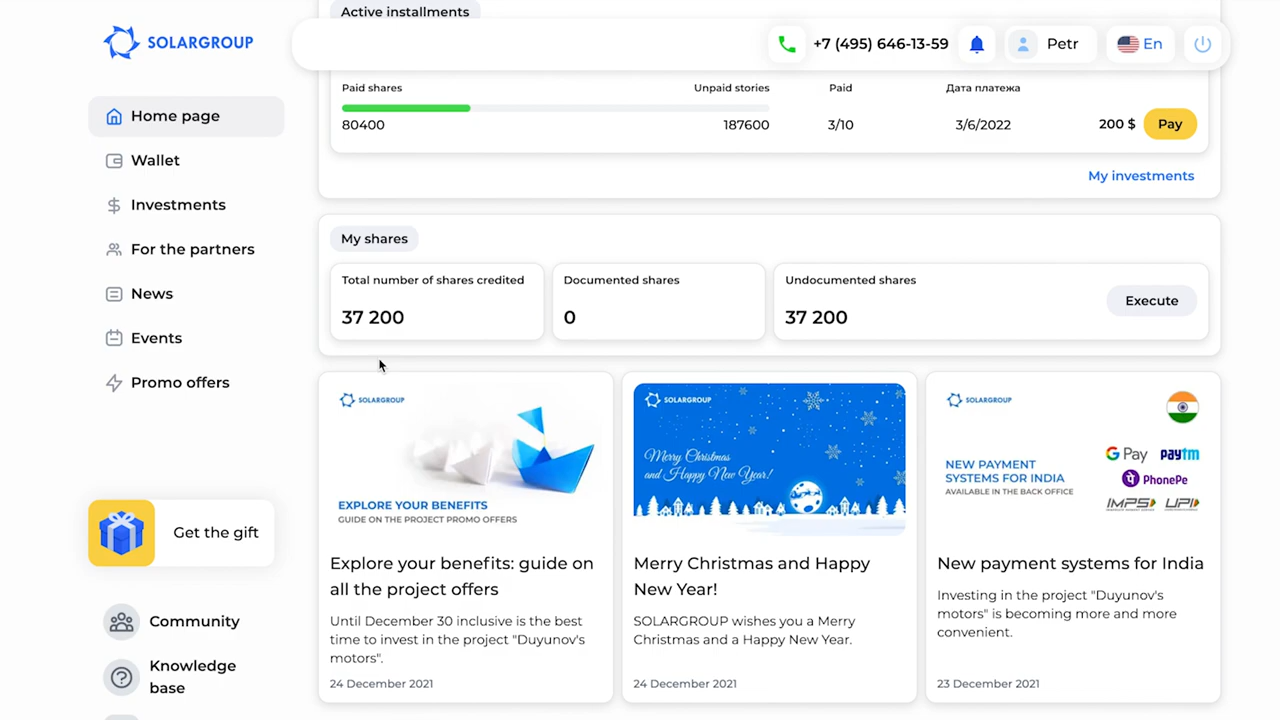 Active installments
SOLARGROUP
+7 (495) 646-13-59
Petr
En
Home page
Wallet
Investments
For the partners
News
Events
Promo offers
Get the gift
Community
Knowledge
base
Paid shares
Unpaid stories
Paid
Дата платежа
80400
187600
3/10
3/6/2022
200 $
Pay
My investments
My shares
Total number of shares credited
37 200
Documented shares
0
Undocumented shares
37 200
Execute
SOLARGROUP
EXPLORE YOUR BENEFITS
GUIDE ON THE PROJECT PROMO OFFERS
Explore your benefits: guide on
all the project offers
Until December 30 inclusive is the best
time to invest in the project "Duyunov's
motors".
24 December 2021
SOLARGROUP
Merry Christmas
and Happy New Year!
Merry Christmas and Happy
New Year!
SOLARGROUP wishes you a Merry
Christmas and a Happy New Year.
24 December 2021
SOLARGROUP
NEW PAYMENT
SYSTEMS FOR INDIA
AVAILABLE IN THE BACK OFFICE
G Pay
paytm
PhonePe
IMPS
UPI
New payment systems for India
Investing in the project "Duyunov's
motors" is becoming more and more
convenient.
23 December 2021